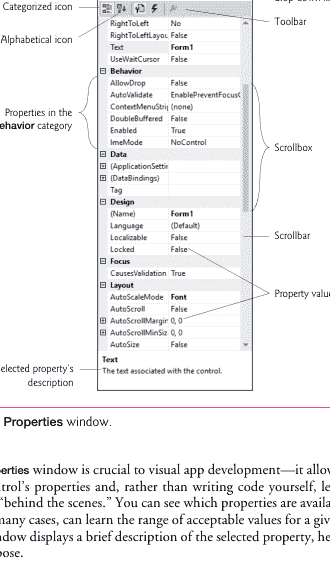 Categorized icon
Toolbar
Alphabetical icon
RightToLeft No
RightToLeftLayou False
Text Form1
UseWaitCursor False
Behavior
AllowDrop False
AutoValidate EnablePreventFocusC
ContextMenuStrip (none)
DoubleBuffered False
Enabled True
ImeMode NoControl
Properties in the
ehavior category
Scrollbox
Data
(ApplicationSettin
(DataBindings)
Tag
Design
(Name) Form1
Language (Default)
Localizable False
Locked False
Scrollbar
Focus
CausesValidation True
Layout
AutoScaleMode Font
AutoScroll False
AutoScrollMargin 0, 0
AutoScrollMinSiz 0, 0
AutoSize False
Property value
Text
The text associated with the control.
elected property's
description
Properties window.
perties window is crucial to visual app development—it allow
ntrol's properties and, rather than writing code yourself, le
"behind the scenes." You can see which properties are availa
many cases, can learn the range of acceptable values for a giv
ndow displays a brief description of the selected property, he
pose.